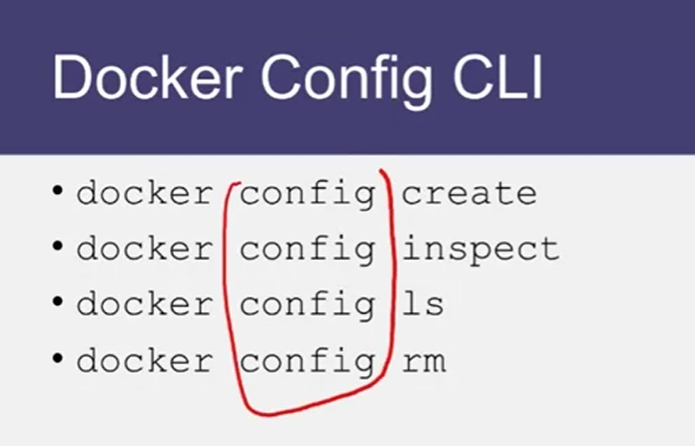 Docker Config CLI
• docker config create
• docker config inspect
• docker config ls
• docker config rm